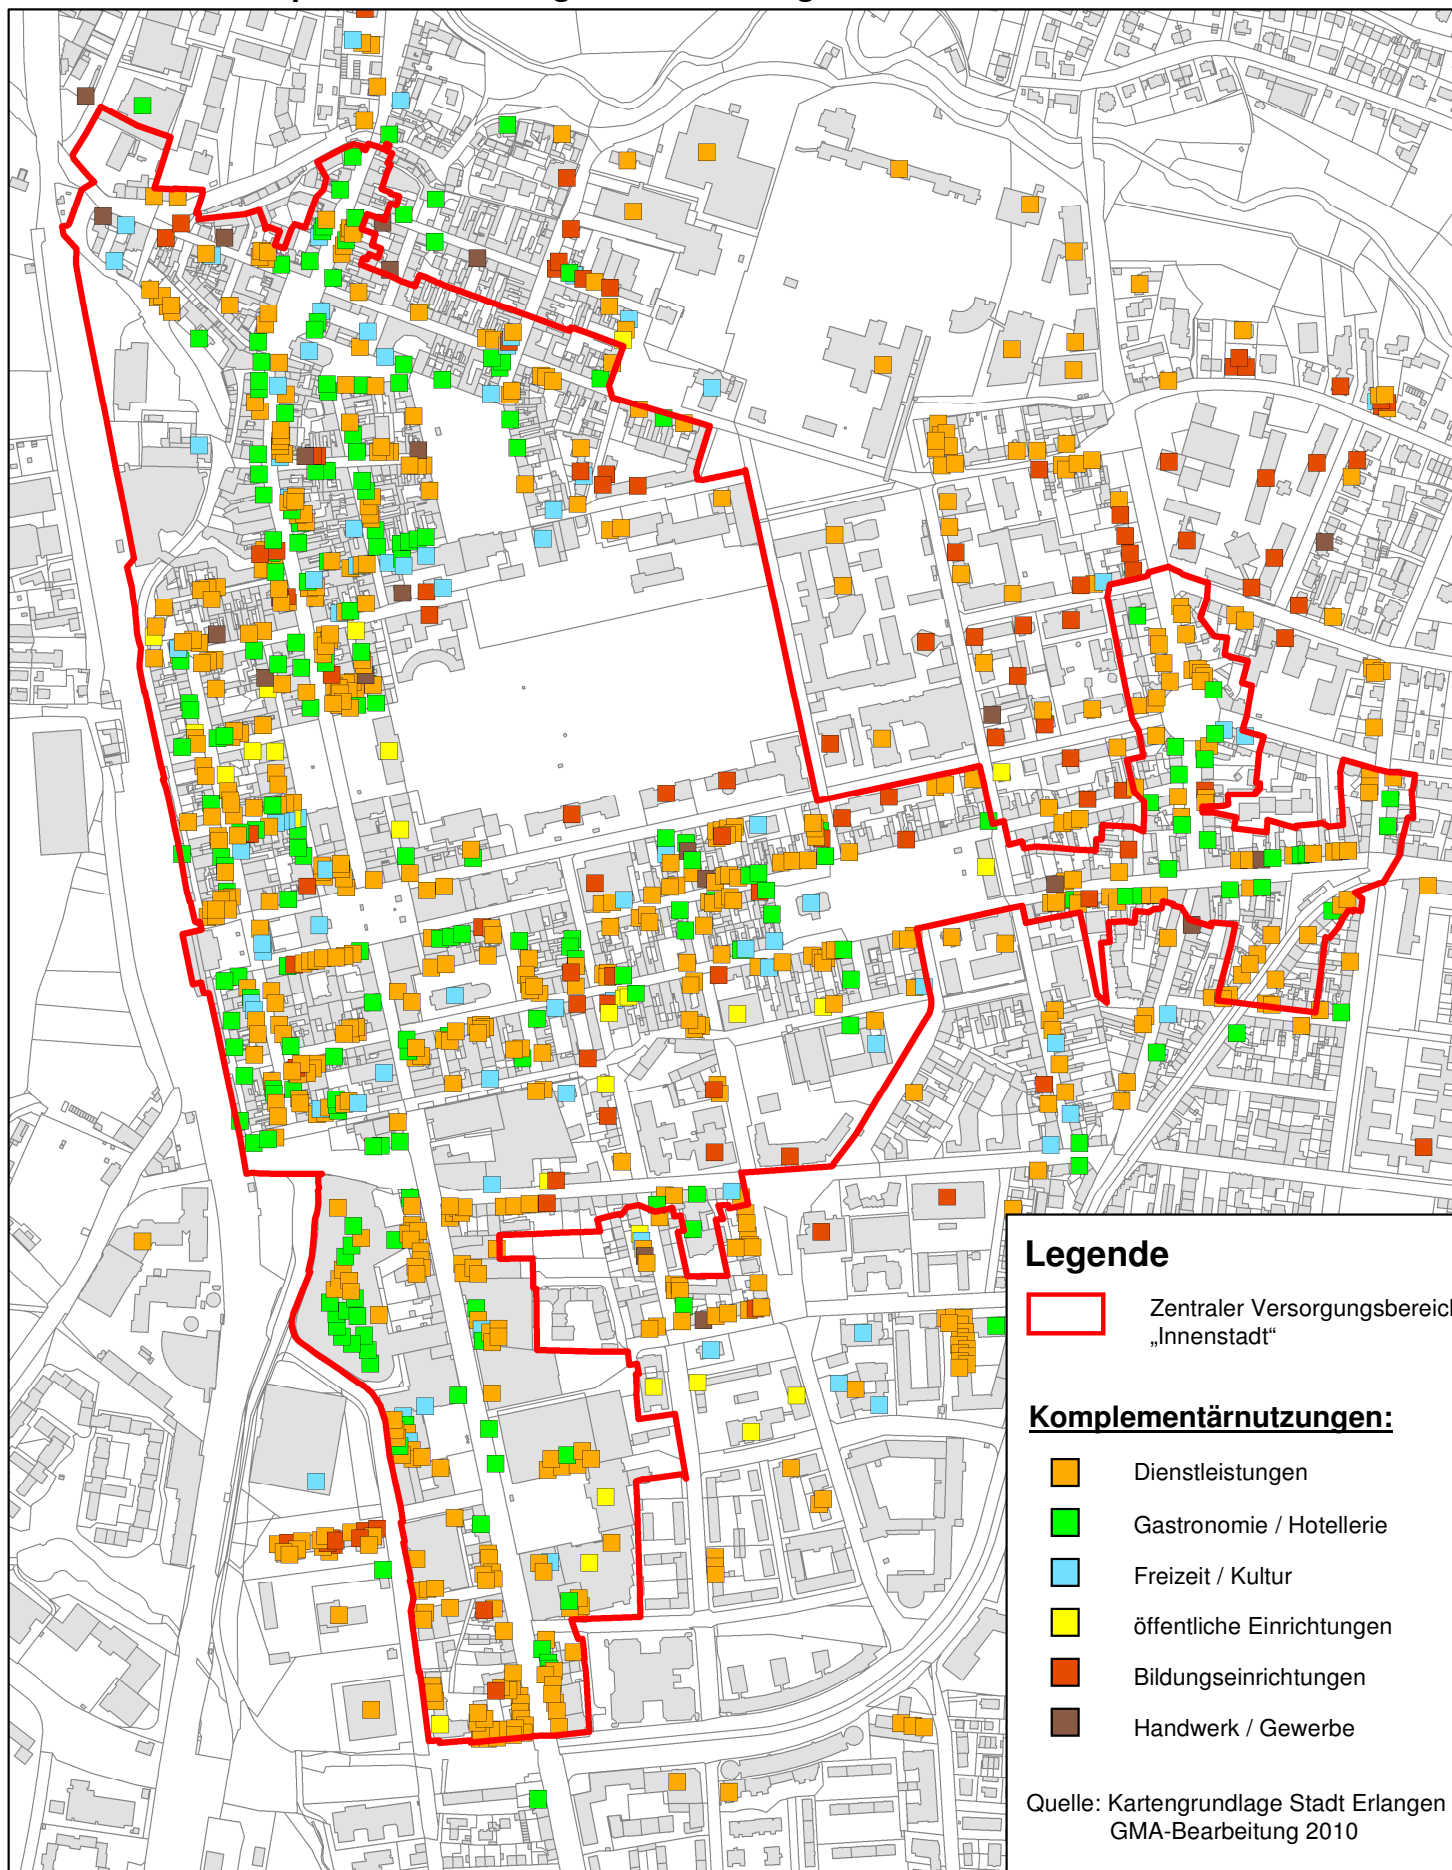 Legende
Zentraler Versorgungsbereich
„Innenstadt“
Komplementärnutzungen:
Dienstleistungen
Gastronomie / Hotellerie
Freizeit / Kultur
öffentliche Einrichtungen
Bildungseinrichtungen
Handwerk / Gewerbe
Quelle: Kartengrundlage Stadt Erlangen
GMA-Bearbeitung 2010